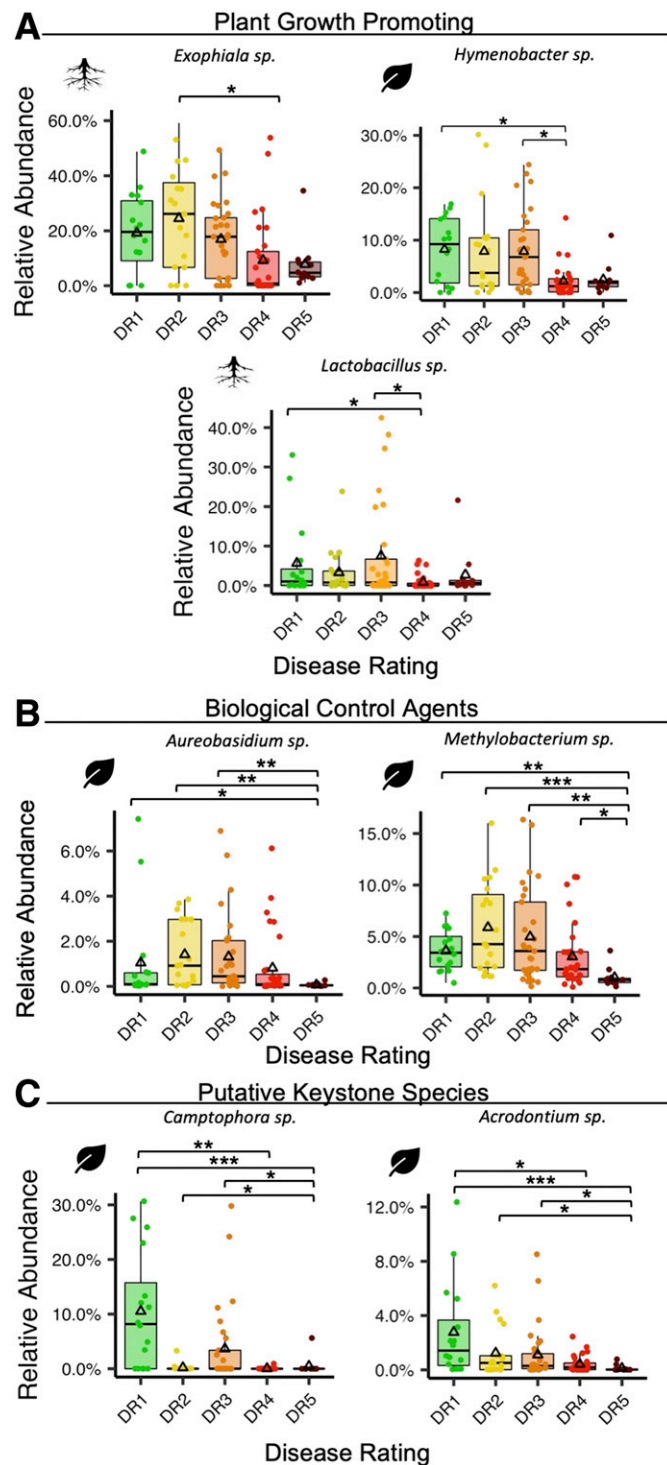 A Plant Growth Promoting
Exophiala sp.
Hymenobacter sp.
*
*
*
Relative Abundance
60.0%
40.0%
20.0%
0.0%
30.0%
20.0%
10.0%
0.0%
DR1 DR2 DR3 DR4 DR5
DR1 DR2 DR3 DR4 DR5
Lactobacillus sp.
*
*
Relative Abundance
40.0%
30.0%
20.0%
10.0%
0.0%
DR1 DR2 DR3 DR4 DR5
Disease Rating
B Biological Control Agents
Aureobasidium sp.
Methylobacterium sp.
**
**
*
**
***
**
*
Relative Abundance
6.0%
4.0%
2.0%
0.0%
15.0%
10.0%
5.0%
0.0%
DR1 DR2 DR3 DR4 DR5
DR1 DR2 DR3 DR4 DR5
Disease Rating
C Putative Keystone Species
Camptophora sp.
Acrodontium sp.
**
***
*
*
*
***
*
*
Relative Abundance
30.0%
20.0%
10.0%
0.0%
12.0%
8.0%
4.0%
0.0%
DR1 DR2 DR3 DR4 DR5
DR1 DR2 DR3 DR4 DR5
Disease Rating